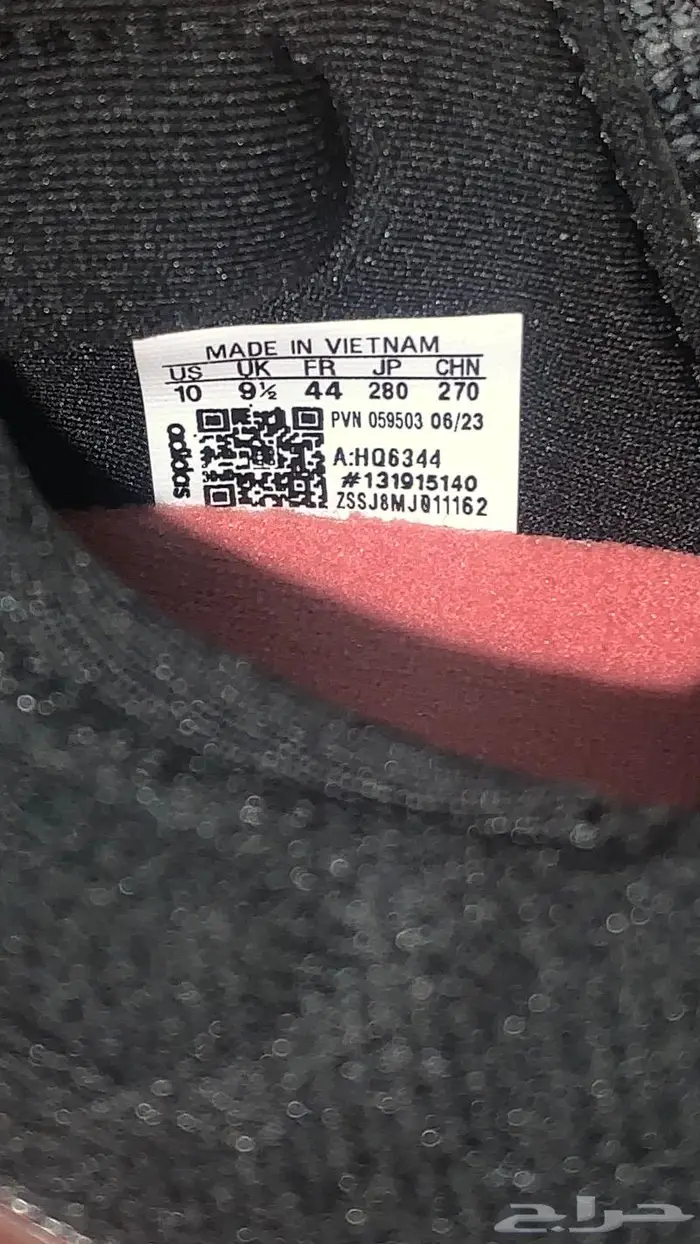 MADE IN VIETNAM
US UK FR JP CHN
10 9½ 44 280 270
PVN 059503 06/23
adidas
A:HQ6344
#131915140
ZSSJ8MJ011162
حراج